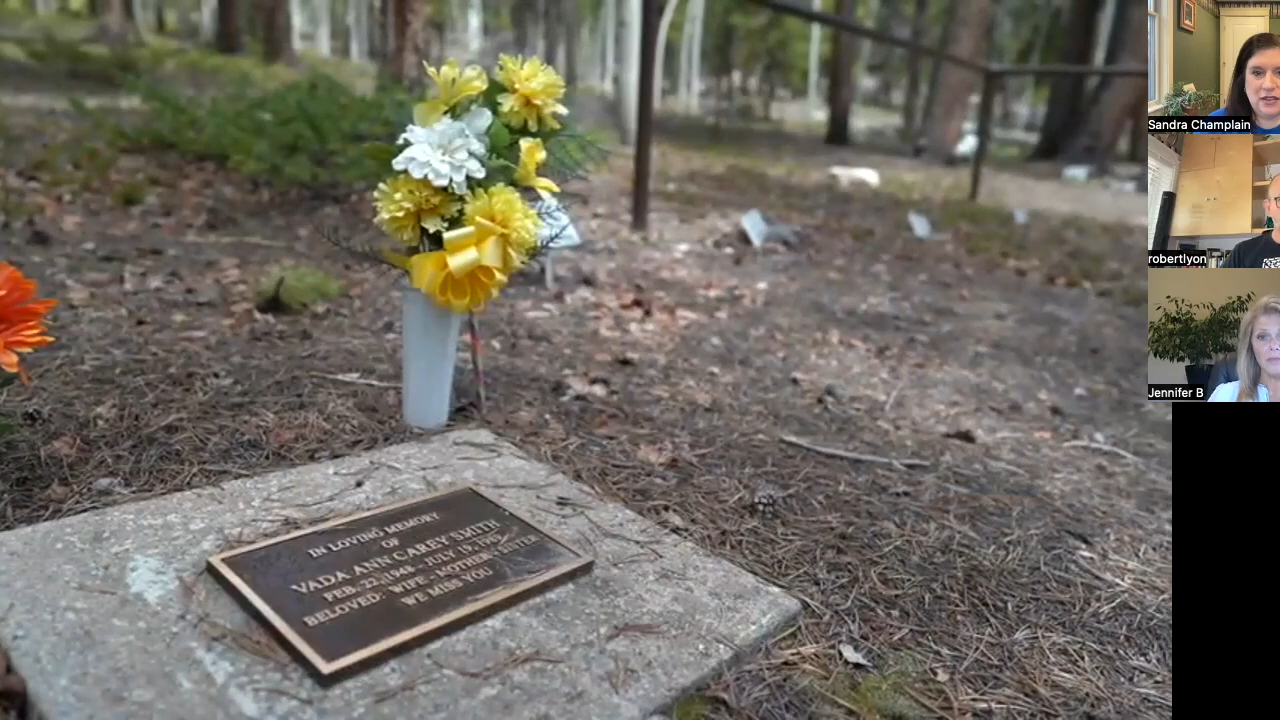 IN LOVING MEMORY
OF
VADA ANN CAREY SMITH
FEB. 22, 1948 - JULY 19,
BELOVED: WIFE - MOTHER - SISTER
WE MISS YOU
Sandra Champlain
robertlyon
Jennifer B